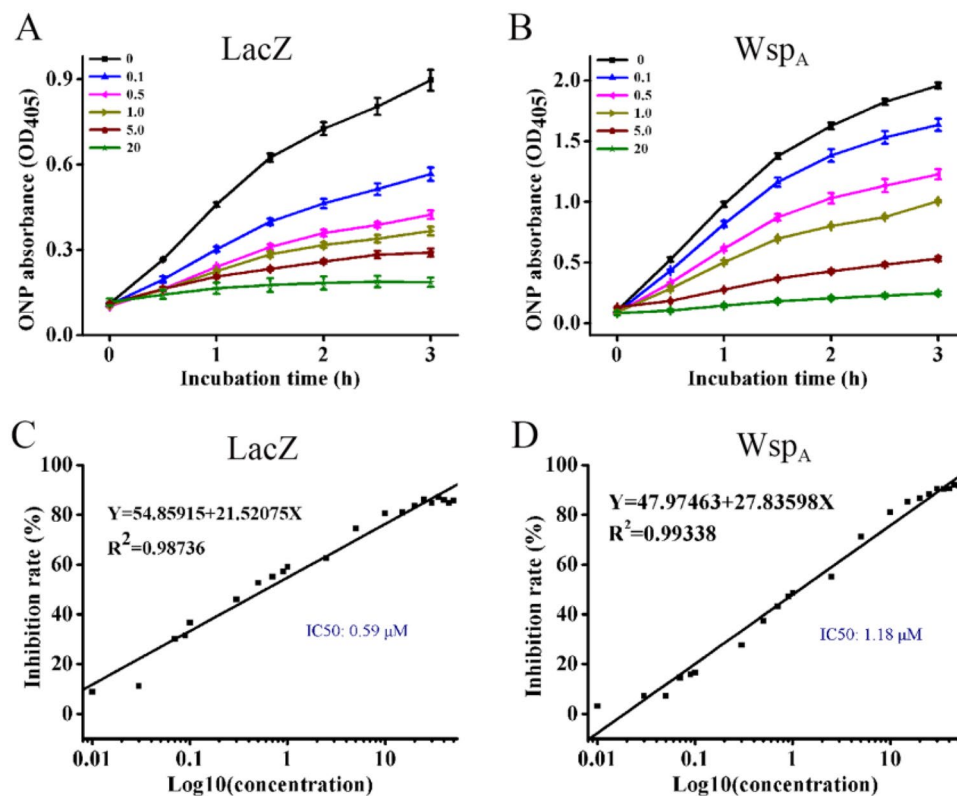 A
LacZ
0
0.1
0.5
1.0
5.0
20
0.9
0.6
0.3
0.0
ONP absorbance (OD405)
0 1 2 3
Incubation time (h)
B
WspA
0
0.1
0.5
1.0
5.0
20
2.0
1.5
1.0
0.5
0.0
ONP absorbance (OD405)
0 1 2 3
Incubation time (h)
C
LacZ
100
80
60
40
20
0
Inhibition rate (%)
Y=54.85915+21.52075X
R²=0.98736
IC50: 0.59 μM
0.01 0.1 1 10
Log10(concentration)
D
WspA
100
80
60
40
20
0
Inhibition rate (%)
Y=47.97463+27.83598X
R²=0.99338
IC50: 1.18 μM
0.01 0.1 1 10
Log10(concentration)